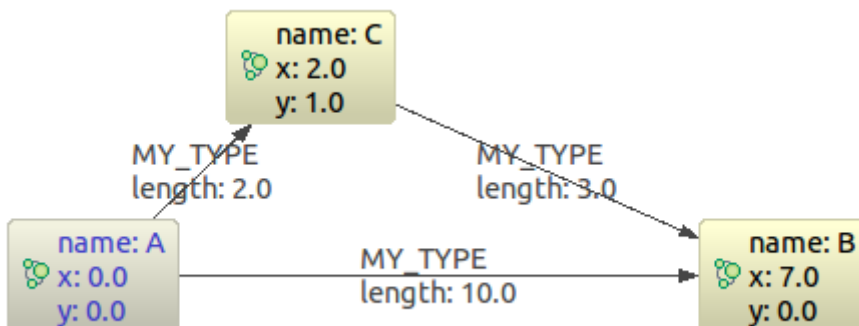 name: C
x: 2.0
y: 1.0
MY_TYPE
length: 2.0
MY_TYPE
length: 3.0
name: A
x: 0.0
y: 0.0
MY_TYPE
length: 10.0
name: B
x: 7.0
y: 0.0